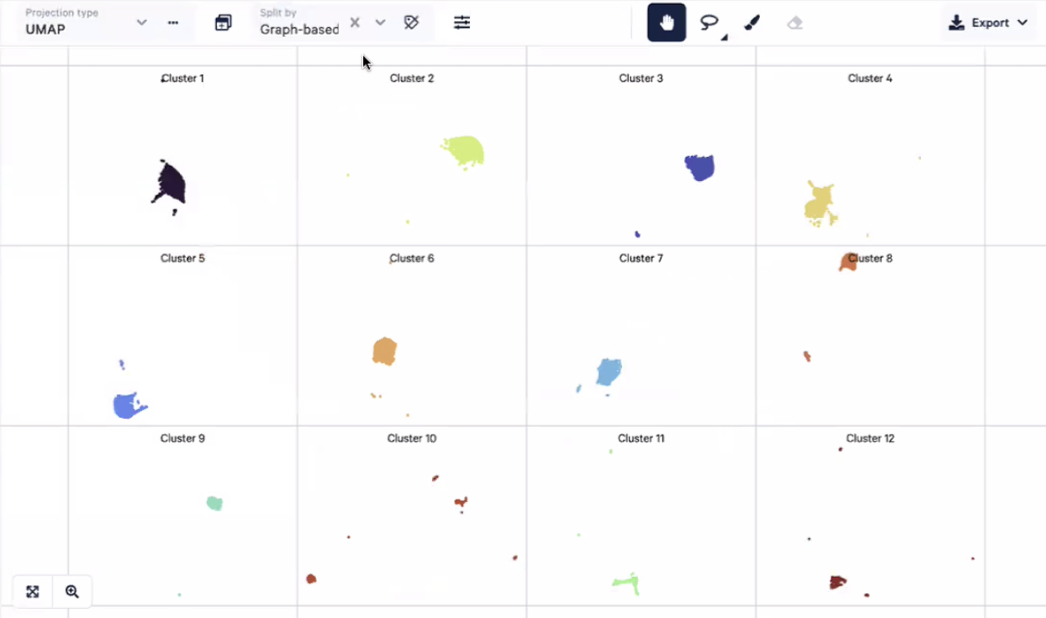 Projection type
UMAP
Split by
Graph-based
Export
Cluster 1
Cluster 2
Cluster 3
Cluster 4
Cluster 5
Cluster 6
Cluster 7
Cluster 8
Cluster 9
Cluster 10
Cluster 11
Cluster 12